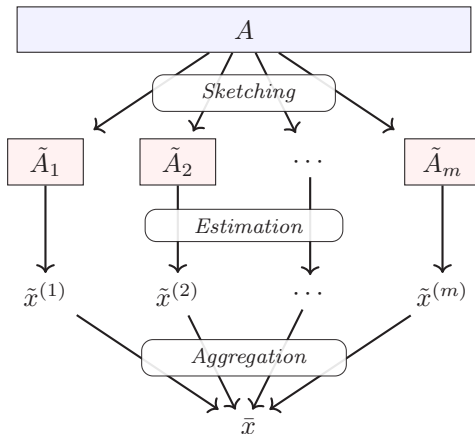 A
Sketching
Ã₁ Ã₂ ⋯ Ãₘ
Estimation
x̃⁽¹⁾ x̃⁽²⁾ ⋯ x̃⁽ᵐ⁾
Aggregation
x̄